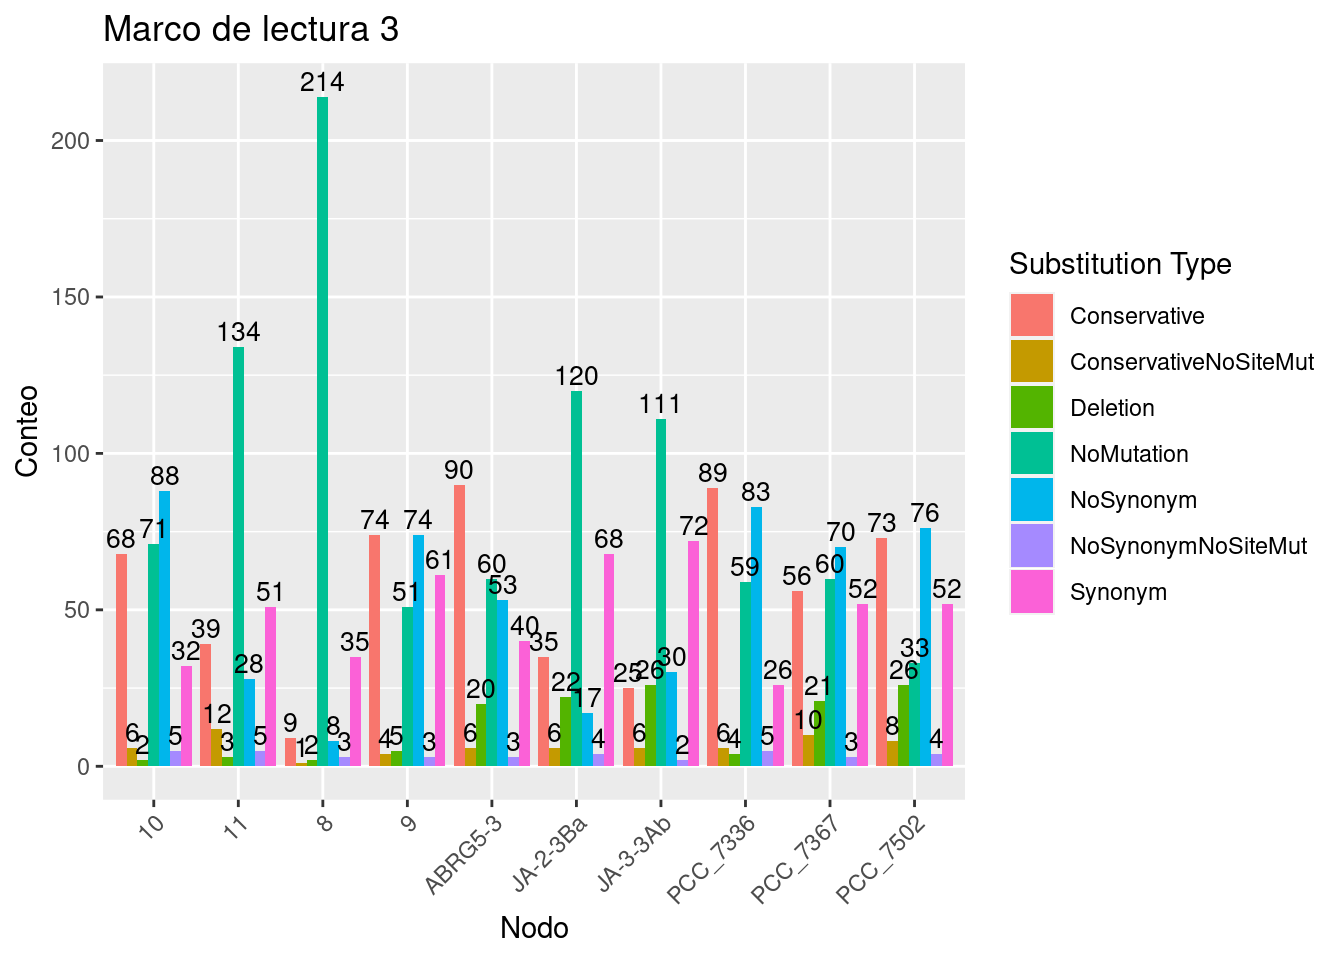 Marco de lectura 3
Conteo
200
150
100
50
0
68 6 2 71 88 5 32
39 12 3 134 28 5 51
9 1 2 214 8 3 35
74 4 5 51 74 3 61
90 6 20 60 53 3 40
35 6 22 120 17 4 68
25 6 26 111 30 2 72
89 6 4 59 83 5 26
56 10 21 60 70 3 52
73 8 26 33 76 4 52
10
11
8
9
ABRG5-3
JA-2-3Ba
JA-3-3Ab
PCC_7336
PCC_7367
PCC_7502
Nodo
Substitution Type
Conservative
ConservativeNoSiteMut
Deletion
NoMutation
NoSynonym
NoSynonymNoSiteMut
Synonym